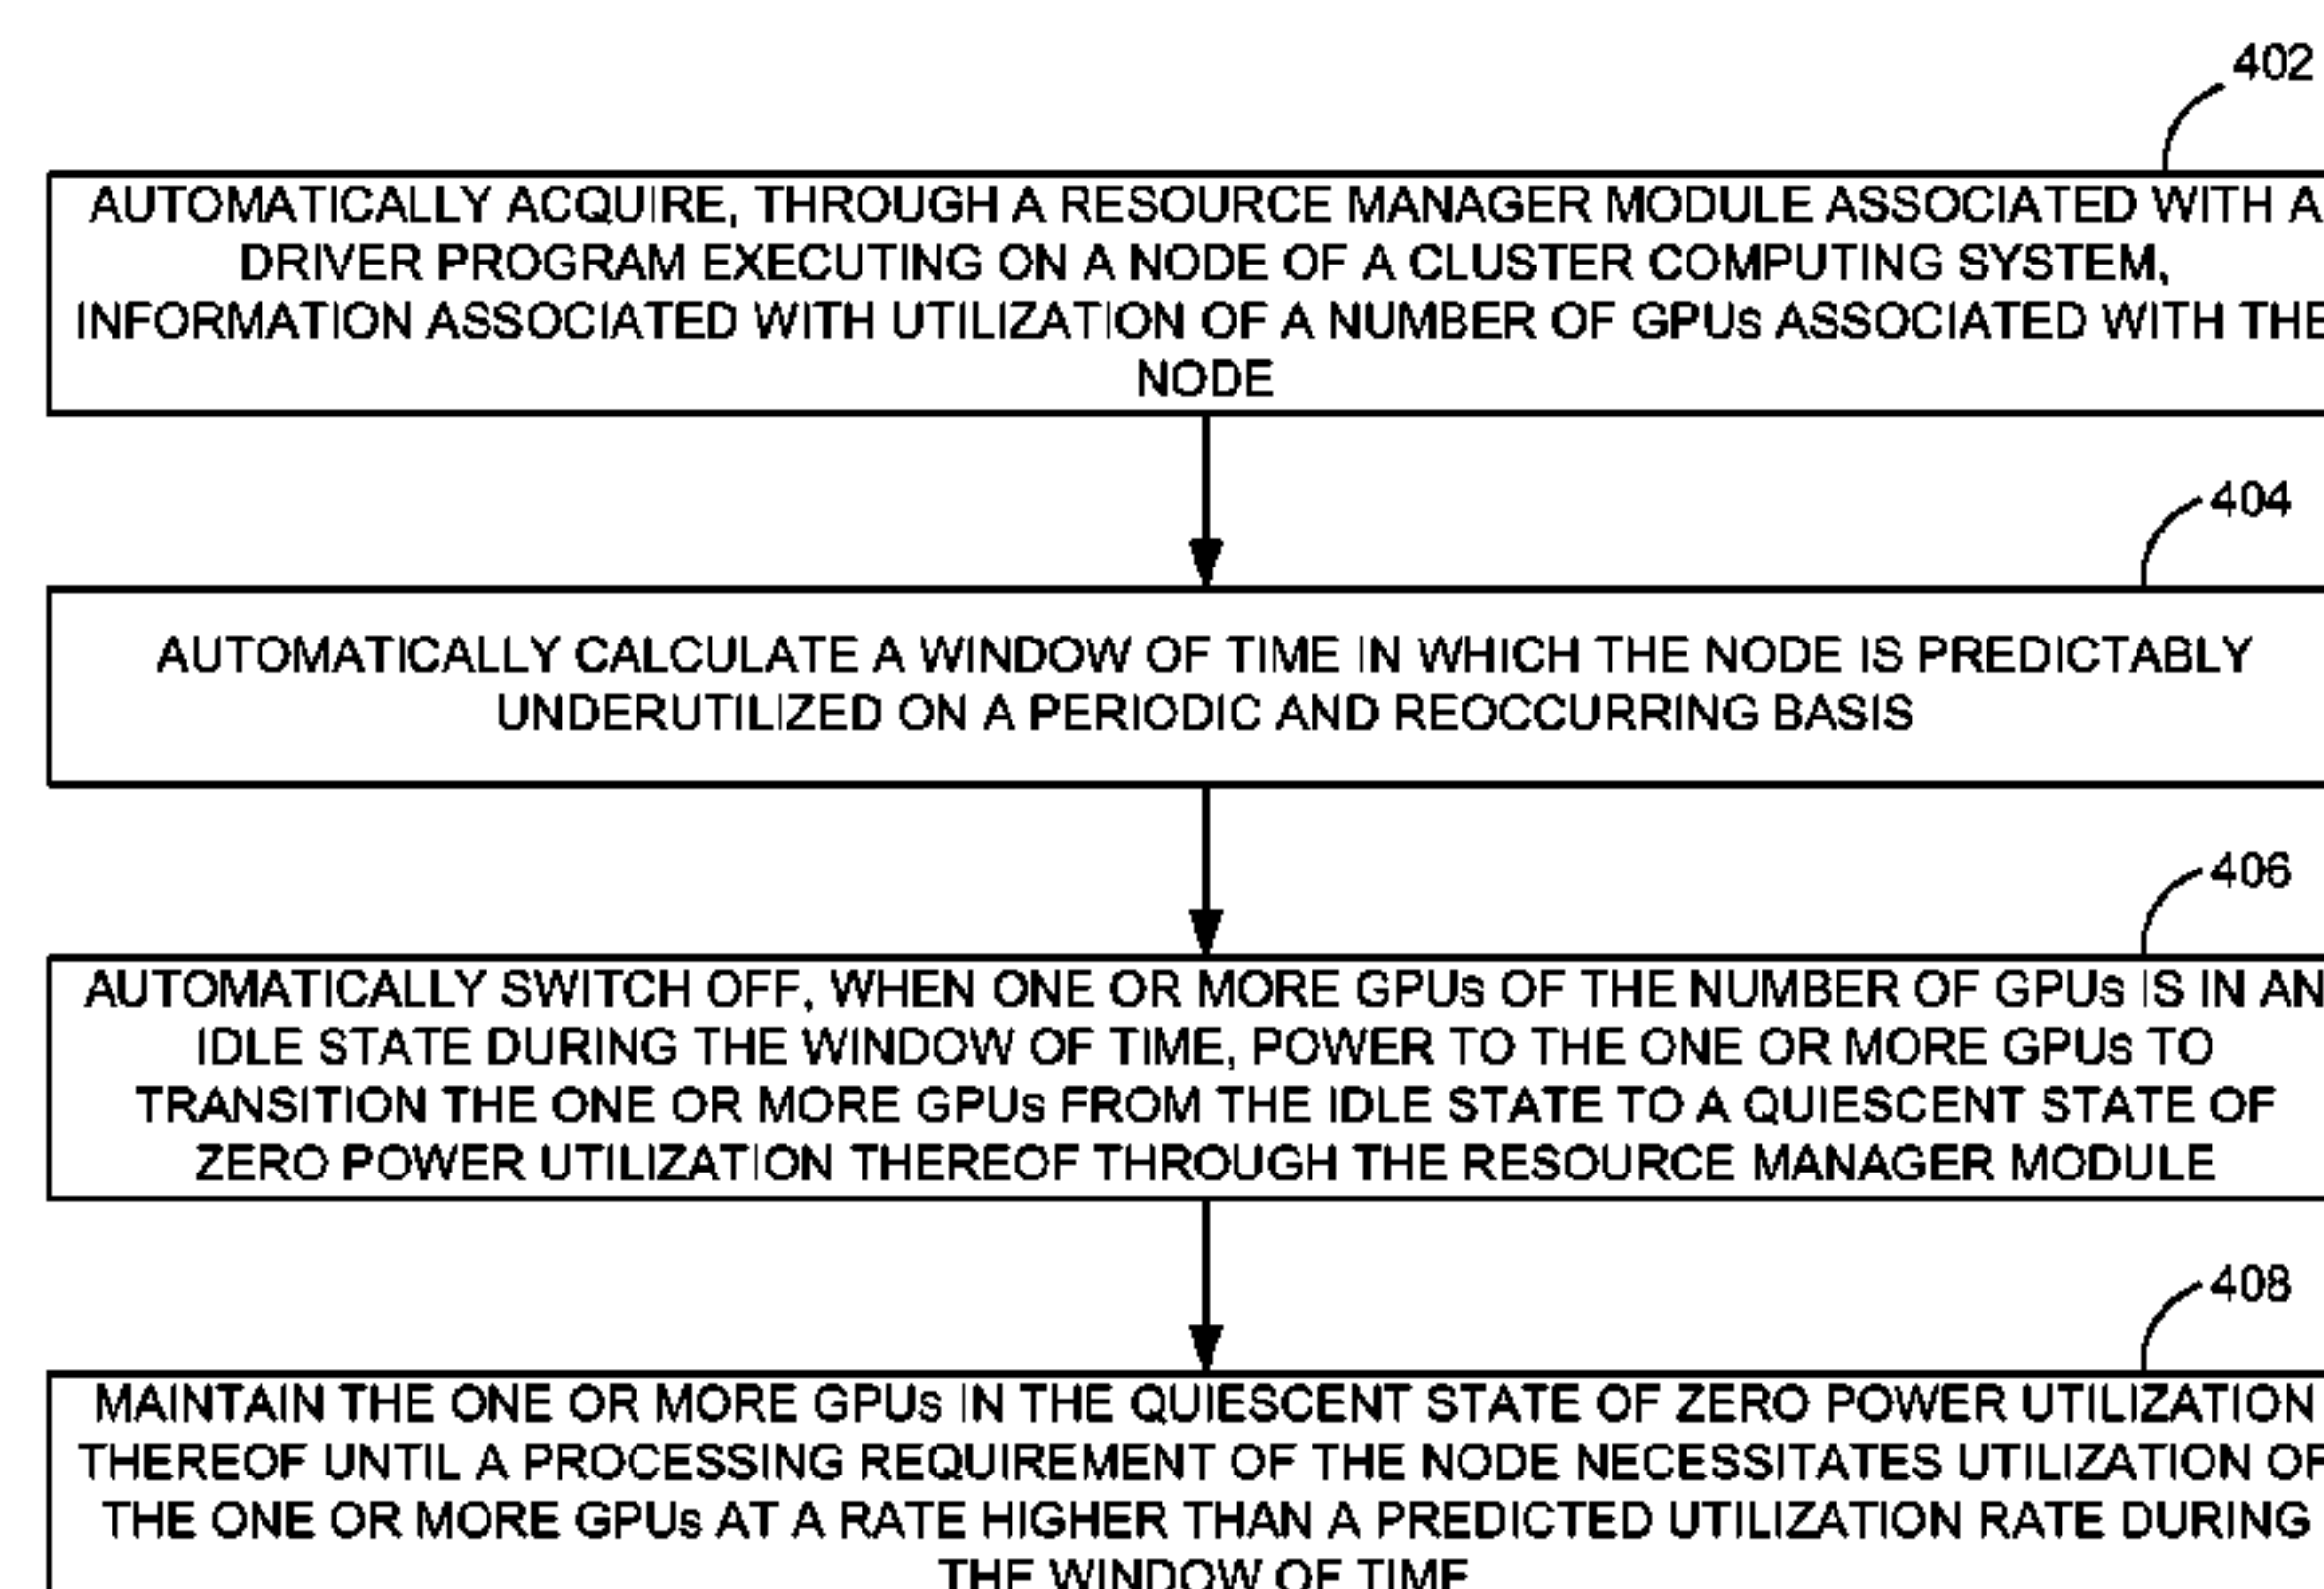 402
AUTOMATICALLY ACQUIRE, THROUGH A RESOURCE MANAGER MODULE ASSOCIATED WITH A
DRIVER PROGRAM EXECUTING ON A NODE OF A CLUSTER COMPUTING SYSTEM,
INFORMATION ASSOCIATED WITH UTILIZATION OF A NUMBER OF GPUs ASSOCIATED WITH THE
NODE
404
AUTOMATICALLY CALCULATE A WINDOW OF TIME IN WHICH THE NODE IS PREDICTABLY
UNDERUTILIZED ON A PERIODIC AND REOCCURRING BASIS
406
AUTOMATICALLY SWITCH OFF, WHEN ONE OR MORE GPUs OF THE NUMBER OF GPUs IS IN AN
IDLE STATE DURING THE WINDOW OF TIME, POWER TO THE ONE OR MORE GPUs TO
TRANSITION THE ONE OR MORE GPUs FROM THE IDLE STATE TO A QUIESCENT STATE OF
ZERO POWER UTILIZATION THEREOF THROUGH THE RESOURCE MANAGER MODULE
408
MAINTAIN THE ONE OR MORE GPUs IN THE QUIESCENT STATE OF ZERO POWER UTILIZATION
THEREOF UNTIL A PROCESSING REQUIREMENT OF THE NODE NECESSITATES UTILIZATION OF
THE ONE OR MORE GPUs AT A RATE HIGHER THAN A PREDICTED UTILIZATION RATE DURING
THE WINDOW OF TIME